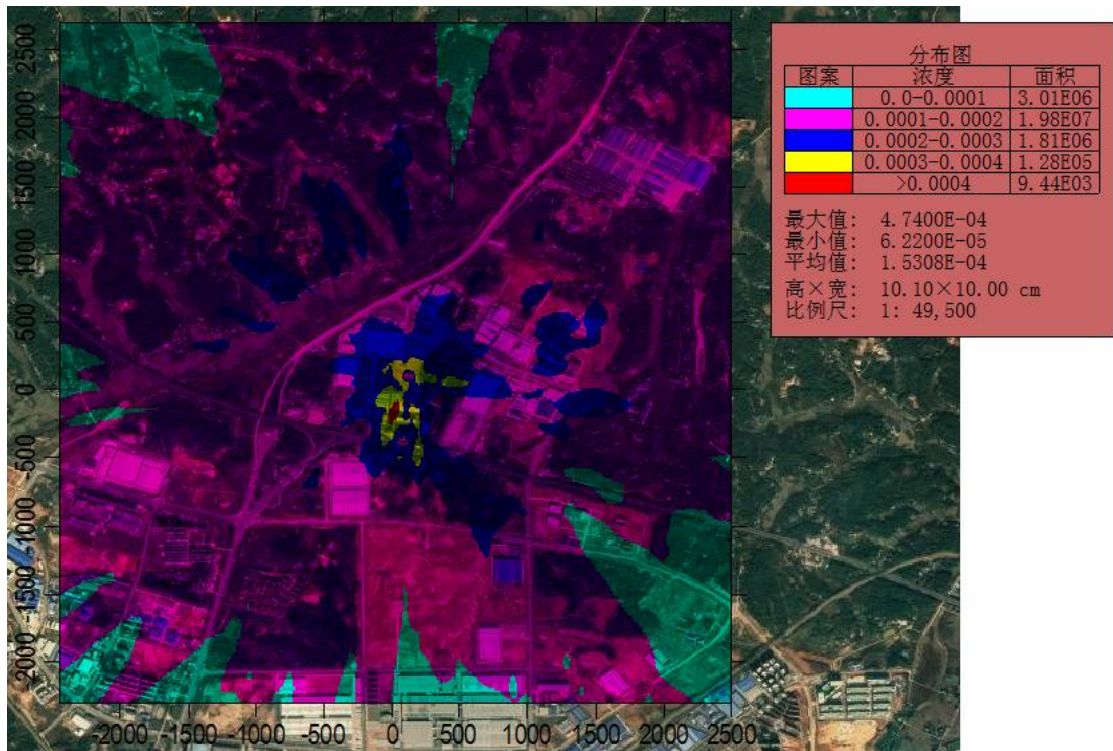 分布图
图案 浓度 面积
0.0-0.0001 3.01E06
0.0001-0.0002 1.98E07
0.0002-0.0003 1.81E06
0.0003-0.0004 1.28E05
>0.0004 9.44E03
最大值: 4.7400E-04
最小值: 6.2200E-05
平均值: 1.5308E-04
高×宽: 10.10×10.00 cm
比例尺: 1: 49,500
2500
2000
1500
1000
500
0
-500
-1000
-1500
-2000
-2000 -1500 -1000 -500 0 500 1000 1500 2000 2500